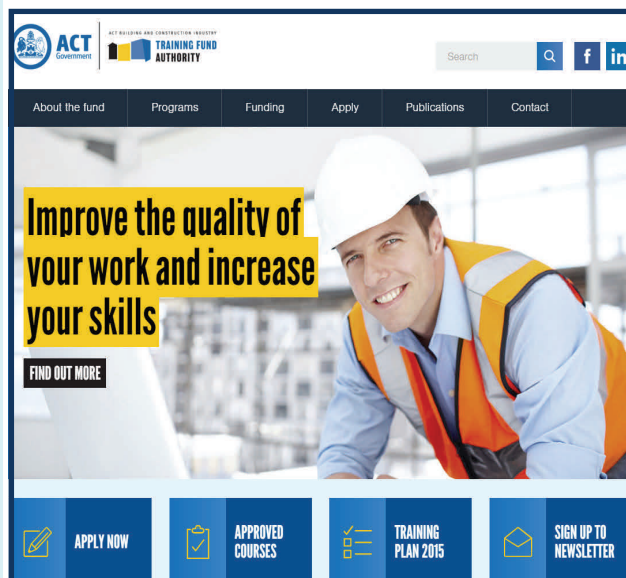 ACT
Government
ACT BUILDING AND CONSTRUCTION INDUSTRY
TRAINING FUND
AUTHORITY
Search
f in
About the fund Programs Funding Apply Publications Contact
Improve the quality of
your work and increase
your skills
FIND OUT MORE
APPLY NOW
APPROVED
COURSES
TRAINING
PLAN 2015
SIGN UP TO
NEWSLETTER